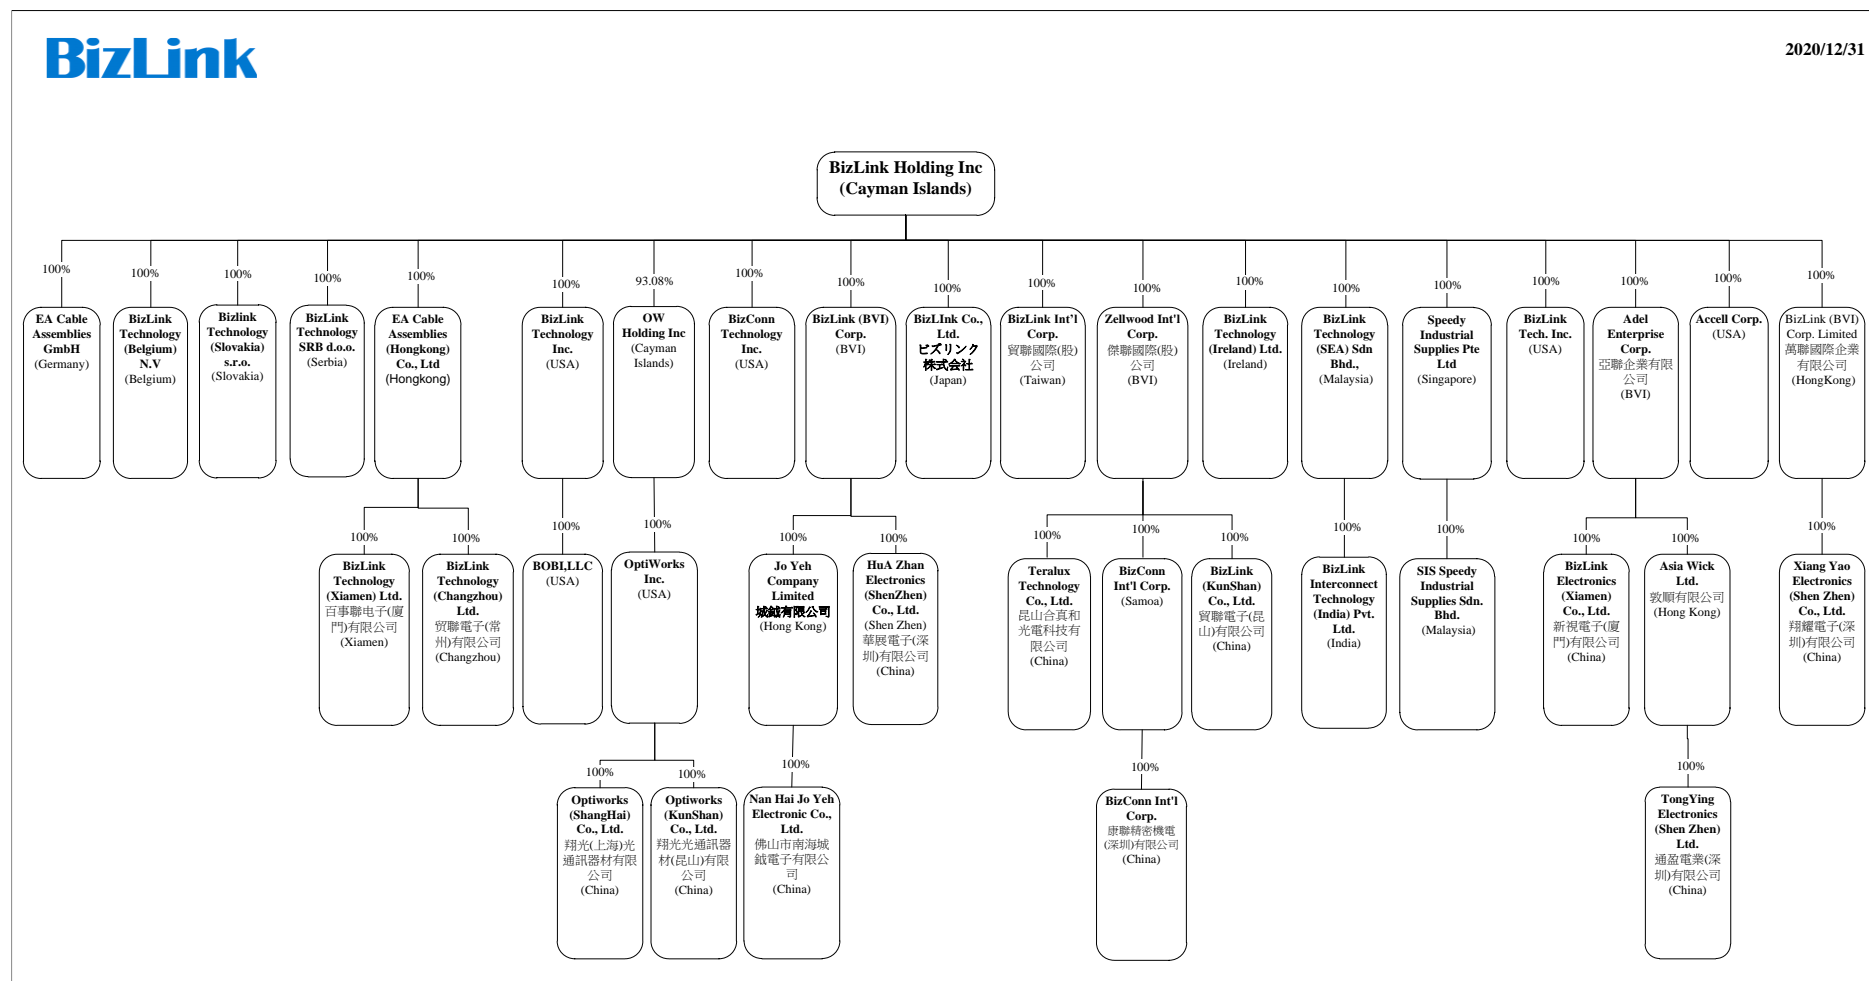 BizLink
2020/12/31
BizLink Holding Inc
(Cayman Islands)
100%
100%
100%
100%
100%
100%
93.08%
100%
100%
100%
100%
100%
100%
100%
100%
100%
100%
100%
100%
EA Cable
Assemblies
GmbH
(Germany)
BizLink
Technology
(Belgium)
N.V
(Belgium)
Bizlink
Technology
(Slovakia)
s.r.o.
(Slovakia)
BizLink
Technology
SRB d.o.o.
(Serbia)
EA Cable
Assemblies
(Hongkong)
Co., Ltd
(Hongkong)
BizLink
Technology
Inc.
(USA)
OW
Holding Inc
(Cayman
Islands)
BizConn
Technology
Inc.
(USA)
BizLink (BVI)
Corp.
(BVI)
BizLInk Co.,
Ltd.
ビズリンク
株式会社
(Japan)
BizLink Int’l
Corp.
貿聯國際(股)
公司
(Taiwan)
Zellwood Int'l
Corp.
傑聯國際(股)
公司
(BVI)
BizLink
Technology
(Ireland) Ltd.
(Ireland)
BizLink
Technology
(SEA) Sdn
Bhd.,
(Malaysia)
Speedy
Industrial
Supplies Pte
Ltd
(Singapore)
BizLink
Tech. Inc.
(USA)
Adel
Enterprise
Corp.
亞聯企業有限
公司
(BVI)
Accell Corp.
(USA)
BizLink (BVI)
Corp. Limited
萬聯國際企業
有限公司
(HongKong)
100%
100%
100%
100%
100%
100%
100%
100%
100%
100%
100%
100%
100%
100%
BizLink
Technology
(Xiamen) Ltd.
百事聯电子(廈
門)有限公司
(Xiamen)
BizLink
Technology
(Changzhou)
Ltd.
贸聯電子(常
州)有限公司
(Changzhou)
BOBI,LLC
(USA)
OptiWorks
Inc.
(USA)
Jo Yeh
Company
Limited
城鉞有限公司
(Hong Kong)
HuA Zhan
Electronics
(ShenZhen)
Co., Ltd.
(Shen Zhen)
華展電子(深
圳)有限公司
(China)
Teralux
Technology
Co., Ltd.
昆山合真和
光電科技有
限公司
(China)
BizConn
Int'l Corp.
(Samoa)
BizLink
(KunShan)
Co., Ltd.
貿聯電子(昆
山)有限公司
(China)
BizLink
Interconnect
Technology
(India) Pvt.
Ltd.
(India)
SIS Speedy
Industrial
Supplies Sdn.
Bhd.
(Malaysia)
BizLink
Electronics
(Xiamen)
Co., Ltd.
新視電子(廈
門)有限公司
(China)
Asia Wick
Ltd.
敦順有限公司
(Hong Kong)
Xiang Yao
Electronics
(Shen Zhen)
Co., Ltd.
翔耀電子(深
圳)有限公司
(China)
100%
100%
100%
100%
100%
Optiworks
(ShangHai)
Co., Ltd.
翔光(上海)光
通訊器材有限
公司
(China)
Optiworks
(KunShan)
Co., Ltd.
翔光光通訊器
材(昆山)有限
公司
(China)
Nan Hai Jo Yeh
Electronic Co.,
Ltd.
佛山市南海城
鉞電子有限公
司
(China)
BizConn Int'l
Corp.
康聯精密機電
(深圳)有限公司
(China)
TongYing
Electronics
(Shen Zhen)
Ltd.
通盈電業(深
圳)有限公司
(China)